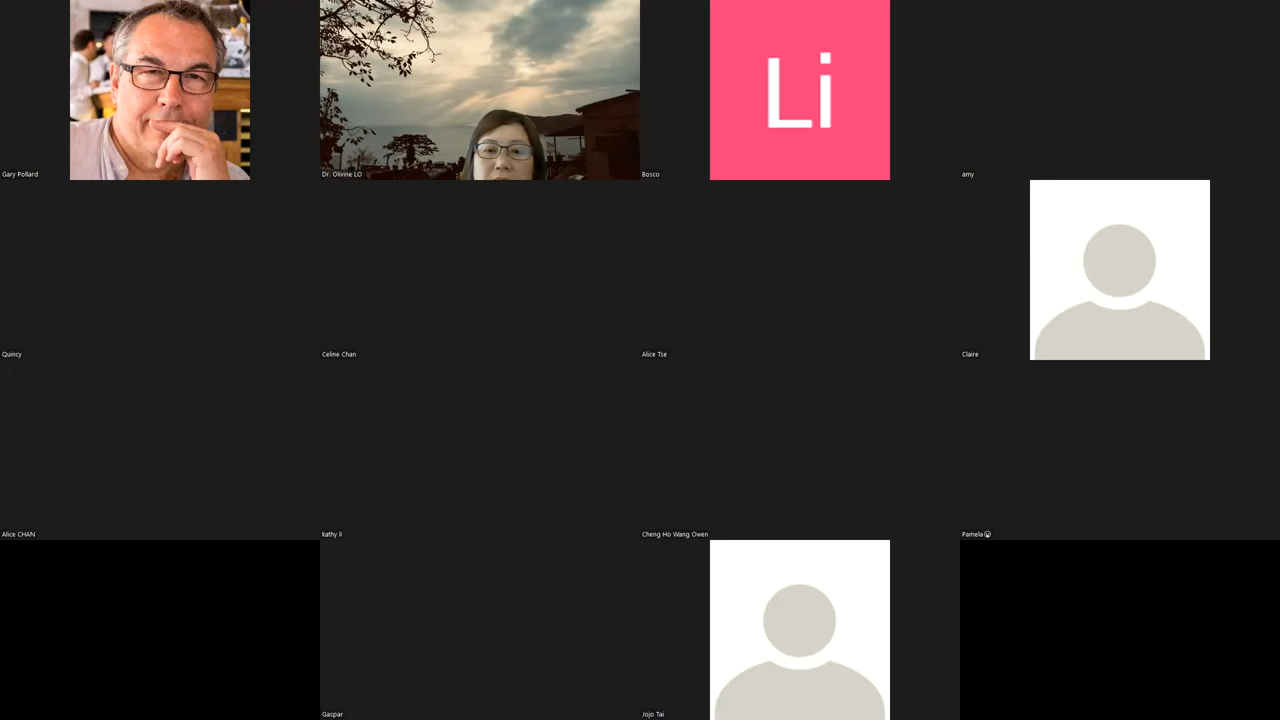 Li
Gary Pollard
Dr. Olivine LO
Bosco
amy
Quincy
Celine Chan
Alice Tse
Claire
Alice CHAN
kathy li
Cheng Ho Wang Owen
Pamela😮
Gaspar
Jojo Tai